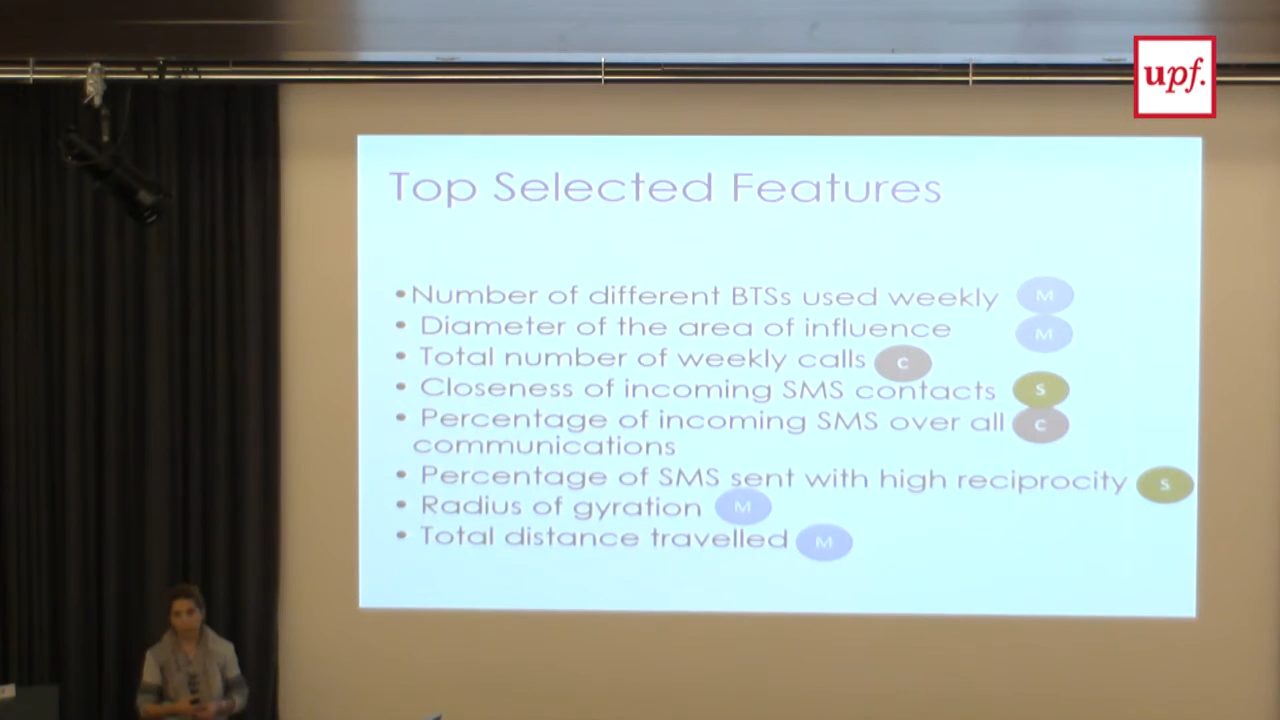 upf.
Top Selected Features
•Number of different BTSs used weekly M
• Diameter of the area of influence M
• Total number of weekly calls C
• Closeness of incoming SMS contacts S
• Percentage of incoming SMS over all C
communications
• Percentage of SMS sent with high reciprocity S
• Radius of gyration M
• Total distance travelled M